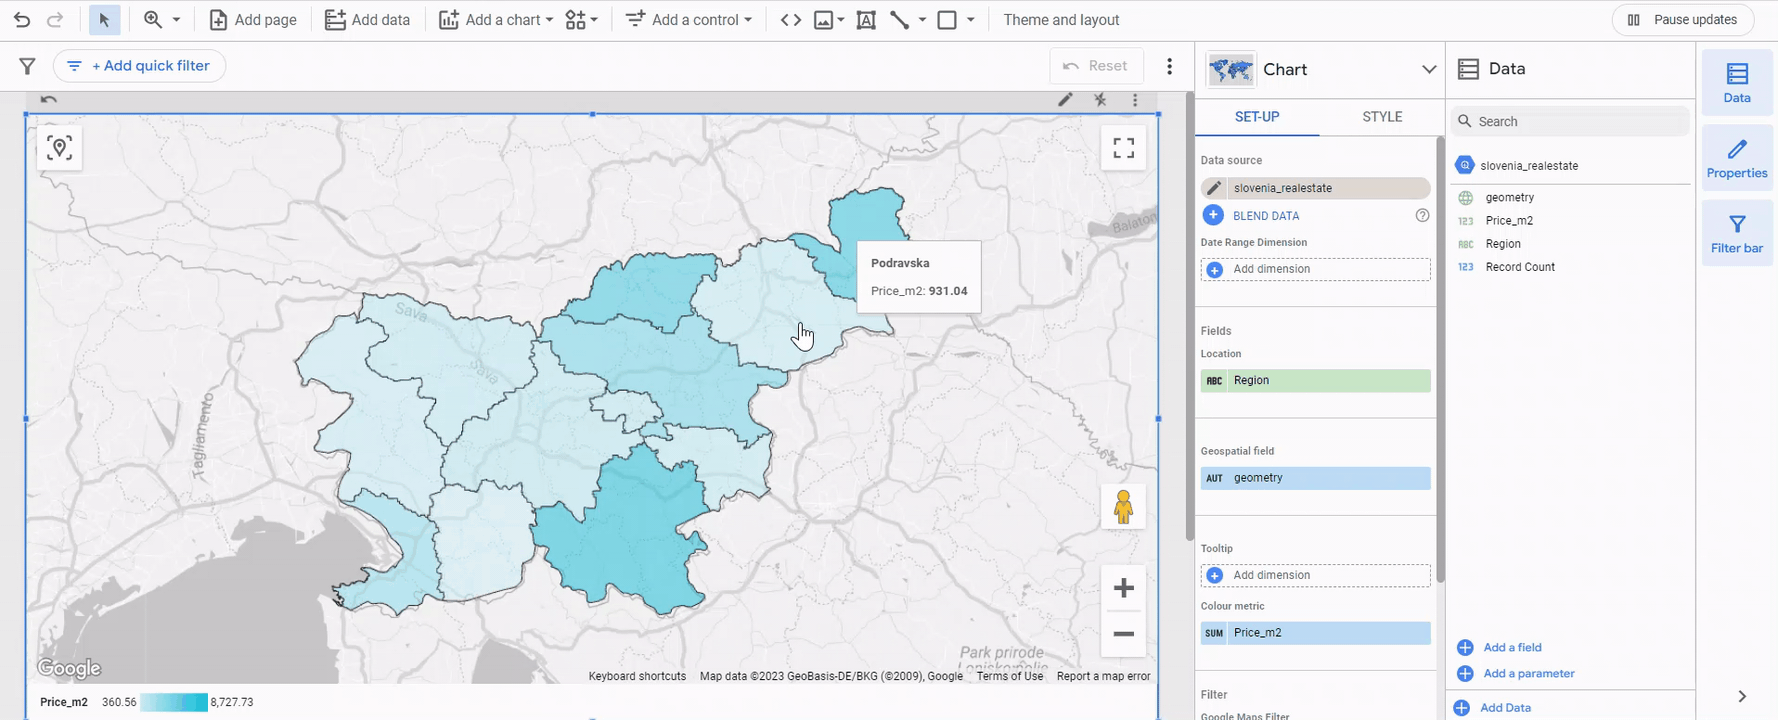 Add page
Add data
Add a chart
Add a control
Theme and layout
Pause updates
+ Add quick filter
Reset
Chart
Data
Data
SET-UP
STYLE
Search
Data source
slovenia_realestate
slovenia_realestate
BLEND DATA
Properties
geometry
Price_m2
Region
Record Count
Filter bar
Date Range Dimension
Add dimension
Balaton
Podravska
Price_m2: 931.04
Sava
Sava
Tagliamento
Fields
Location
ABC Region
Geospatial field
AUT geometry
Tooltip
Add dimension
Colour metric
SUM Price_m2
Add a field
Add a parameter
Add Data
Filter
Google Maps Filter
Park prirode
Lonjsko polje
Google
Keyboard shortcuts
Map data ©2023 GeoBasis-DE/BKG (©2009), Google
Terms of Use
Report a map error
Price_m2 360.56 8,727.73